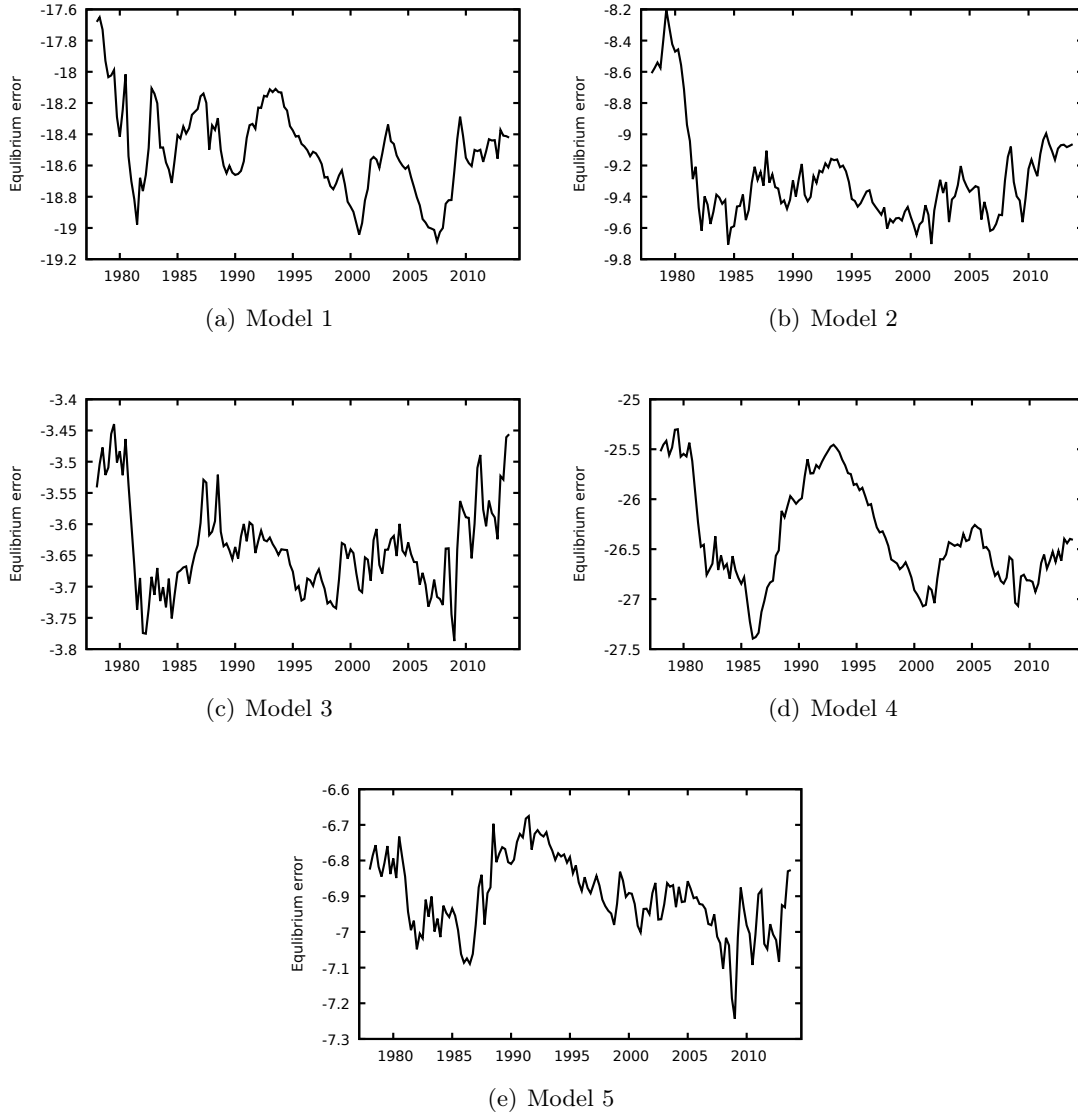 -17.6
-17.8
-18
-18.2
-18.4
-18.6
-18.8
-19
-19.2
Equlibrium error
1980 1985 1990 1995 2000 2005 2010
(a) Model 1
-8.2
-8.4
-8.6
-8.8
-9
-9.2
-9.4
-9.6
-9.8
Equlibrium error
1980 1985 1990 1995 2000 2005 2010
(b) Model 2
-3.4
-3.45
-3.5
-3.55
-3.6
-3.65
-3.7
-3.75
-3.8
Equlibrium error
1980 1985 1990 1995 2000 2005 2010
(c) Model 3
-25
-25.5
-26
-26.5
-27
-27.5
Equlibrium error
1980 1985 1990 1995 2000 2005 2010
(d) Model 4
-6.6
-6.7
-6.8
-6.9
-7
-7.1
-7.2
-7.3
Equlibrium error
1980 1985 1990 1995 2000 2005 2010
(e) Model 5